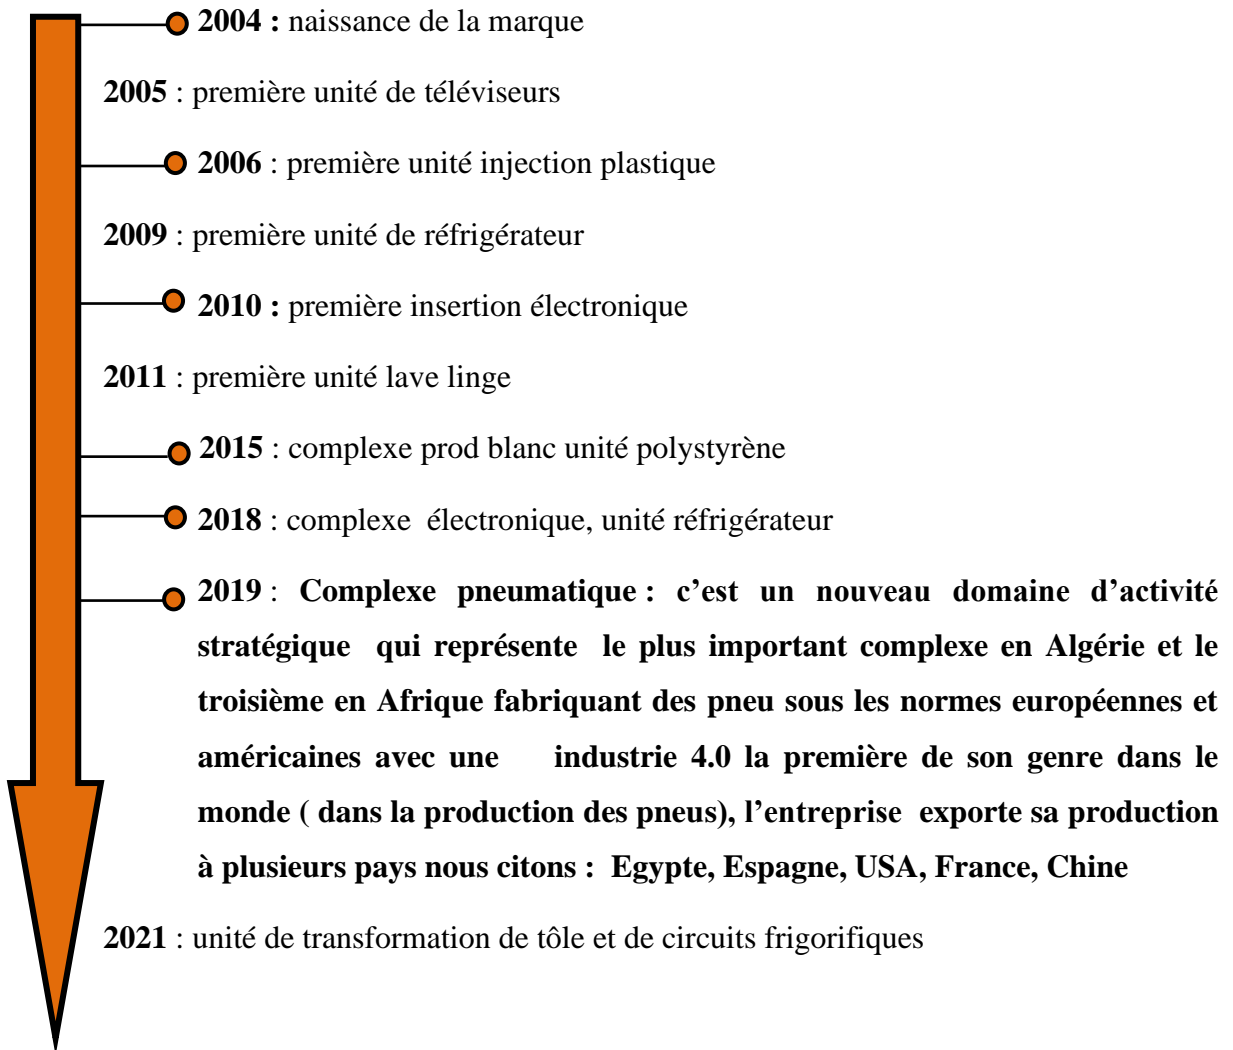 2004 : naissance de la marque
2005 : première unité de téléviseurs
2006 : première unité injection plastique
2009 : première unité de réfrigérateur
2010 : première insertion électronique
2011 : première unité lave linge
2015 : complexe prod blanc unité polystyrène
2018 : complexe électronique, unité réfrigérateur
2019 : Complexe pneumatique : c’est un nouveau domaine d’activité
stratégique qui représente le plus important complexe en Algérie et le
troisième en Afrique fabriquant des pneu sous les normes européennes et
américaines avec une industrie 4.0 la première de son genre dans le
monde ( dans la production des pneus), l’entreprise exporte sa production
à plusieurs pays nous citons : Egypte, Espagne, USA, France, Chine
2021 : unité de transformation de tôle et de circuits frigorifiques